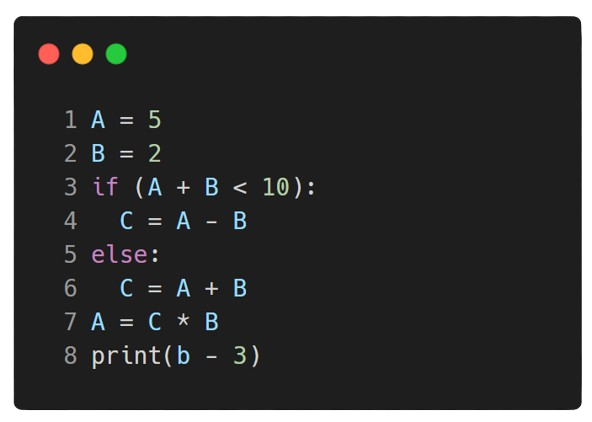 1 A = 5
2 B = 2
3 if (A + B < 10):
4   C = A - B
5 else:
6   C = A + B
7 A = C * B
8 print(b - 3)